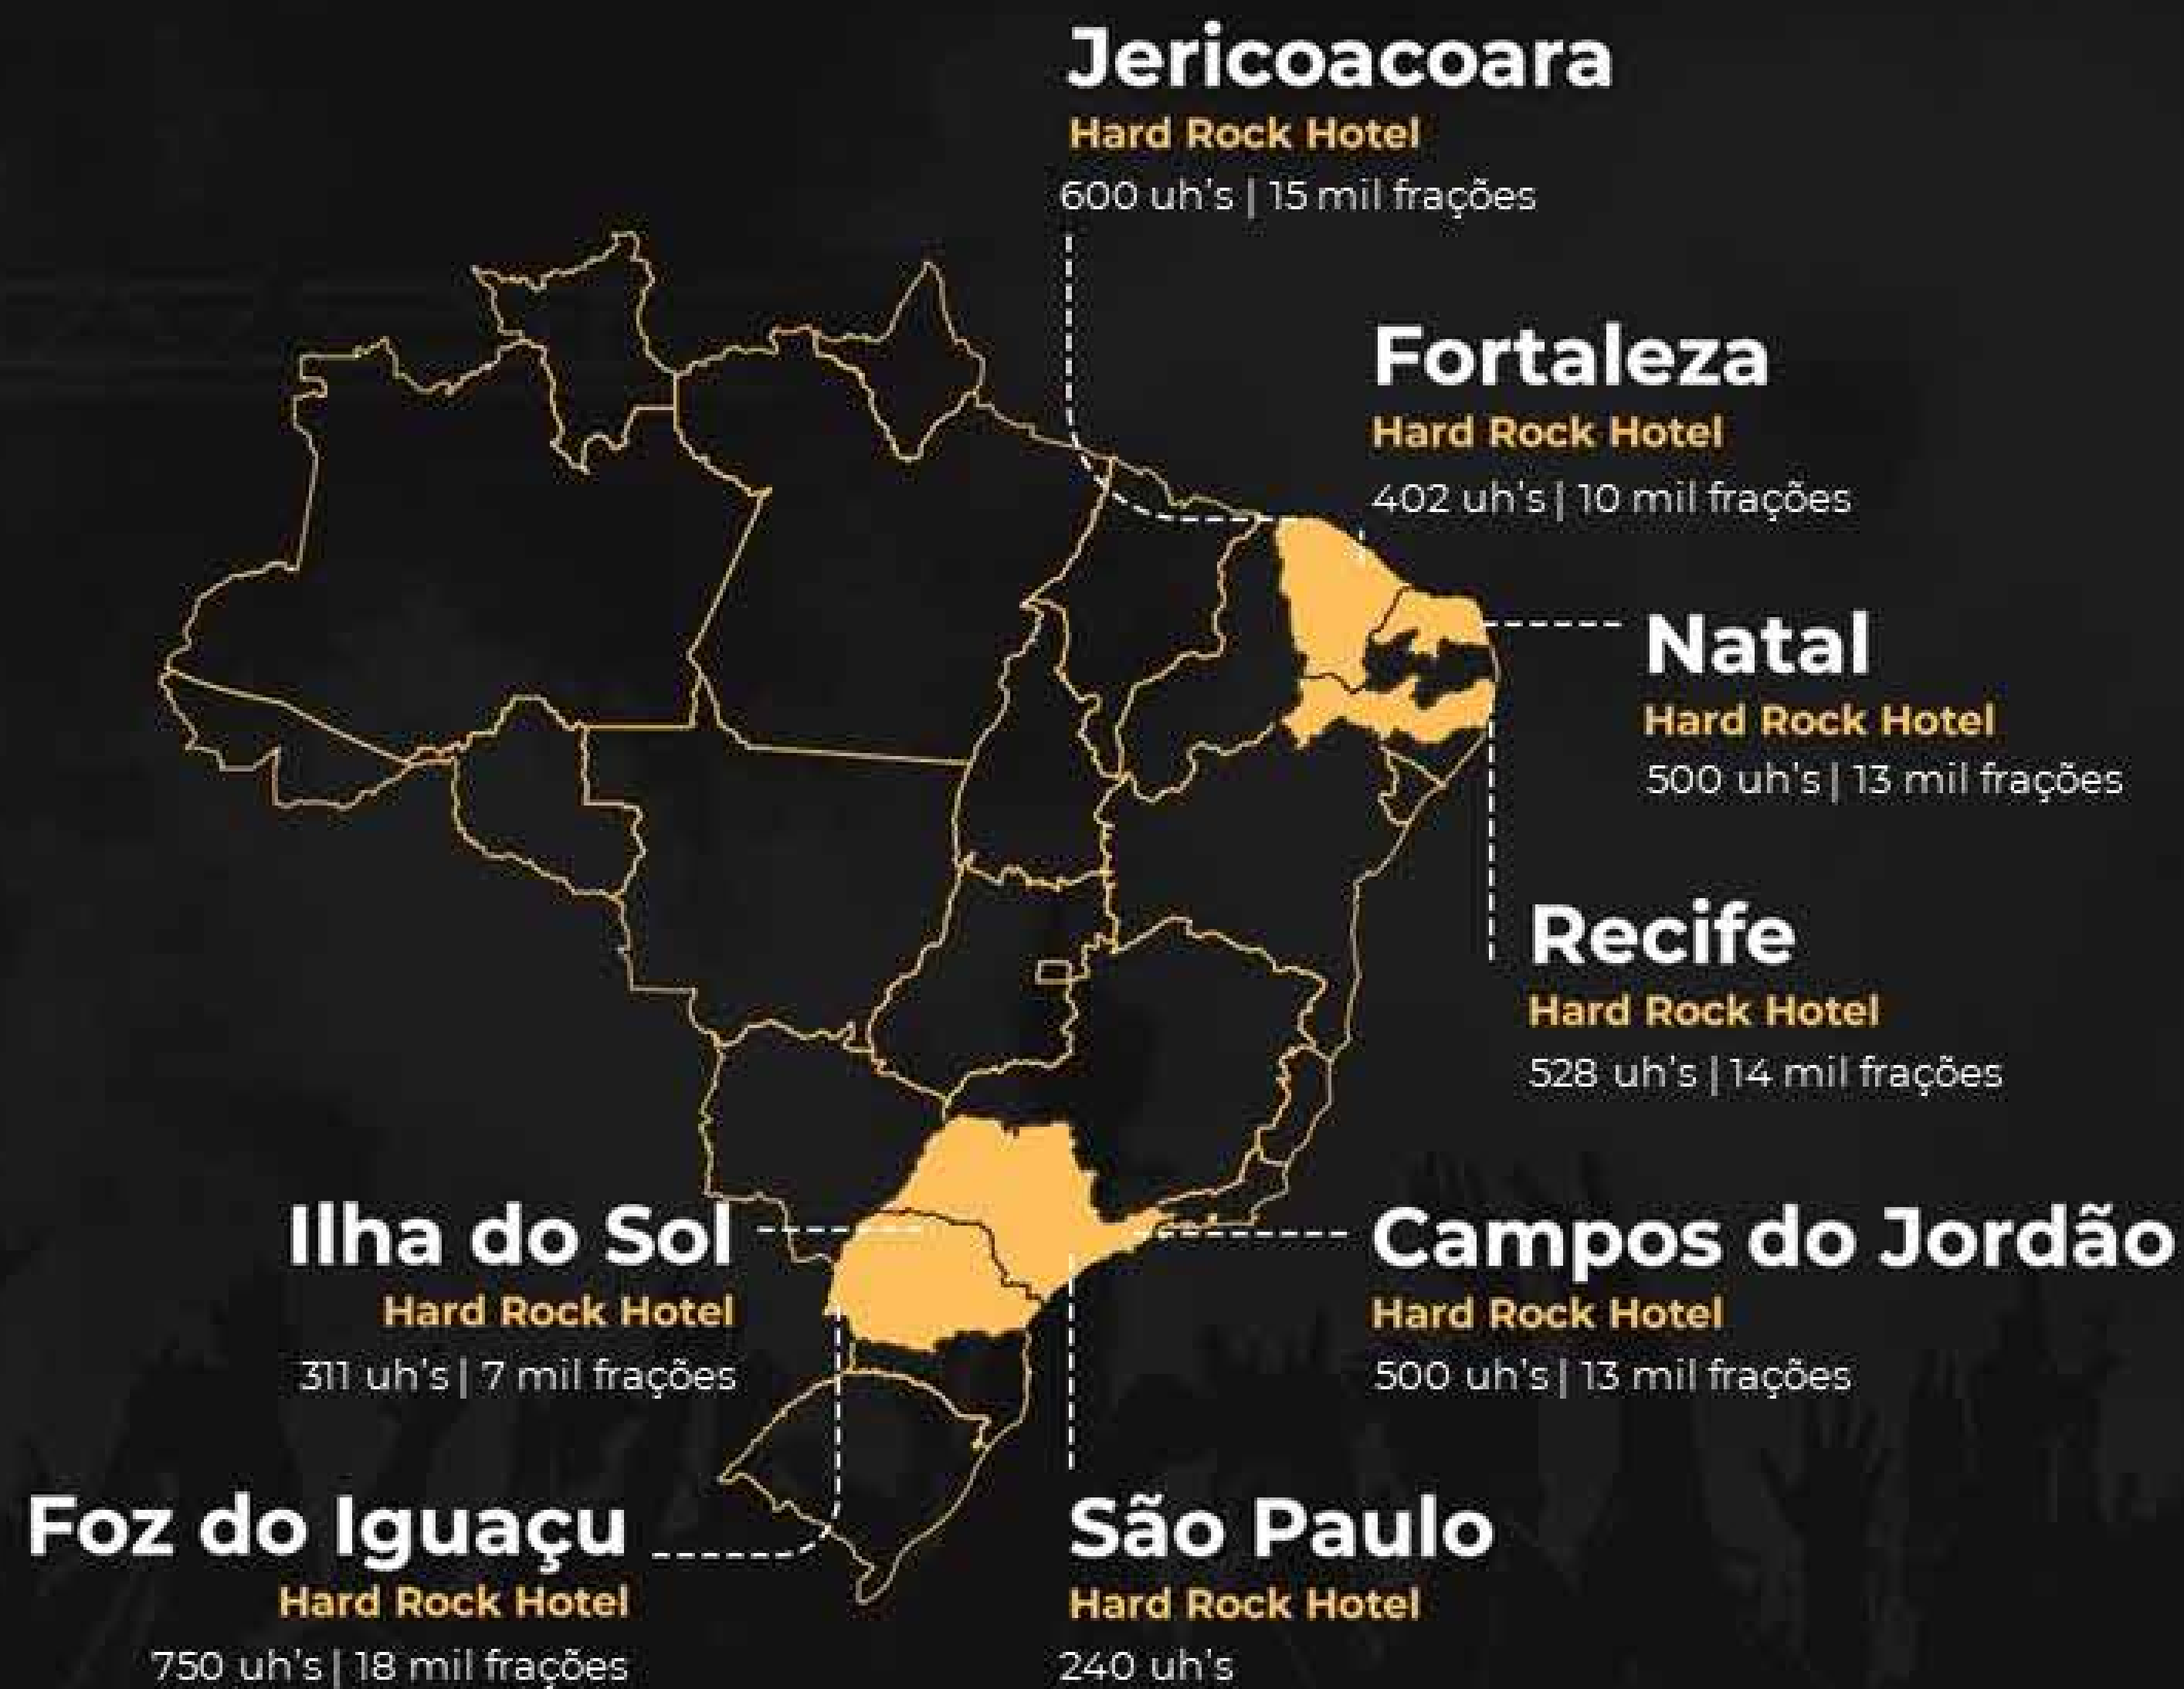 Jericoacoara
Hard Rock Hotel
600 uh's | 15 mil frações
Fortaleza
Hard Rock Hotel
402 uh's | 10 mil frações
Natal
Hard Rock Hotel
500 uh's | 13 mil frações
Recife
Hard Rock Hotel
528 uh's | 14 mil frações
Ilha do Sol
Hard Rock Hotel
311 uh's | 7 mil frações
Campos do Jordão
Hard Rock Hotel
500 uh's | 13 mil frações
Foz do Iguaçu
Hard Rock Hotel
750 uh's | 18 mil frações
São Paulo
Hard Rock Hotel
240 uh's